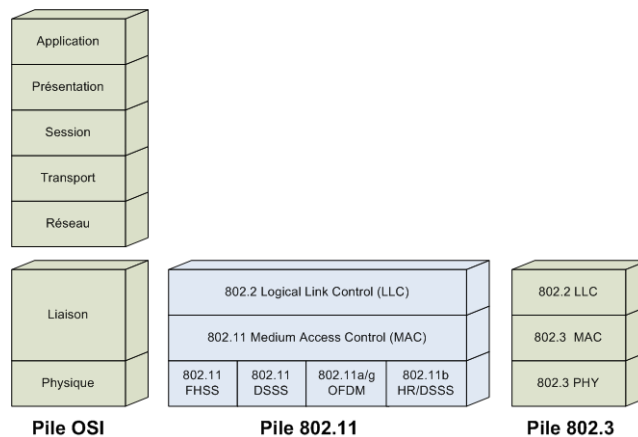 Application
Présentation
Session
Transport
Réseau
Liaison
Physique
802.2 Logical Link Control (LLC)
802.11 Medium Access Control (MAC)
802.11
FHSS
802.11
DSSS
802.11a/g
OFDM
802.11b
HR/DSSS
802.2 LLC
802.3 MAC
802.3 PHY
Pile OSI
Pile 802.11
Pile 802.3